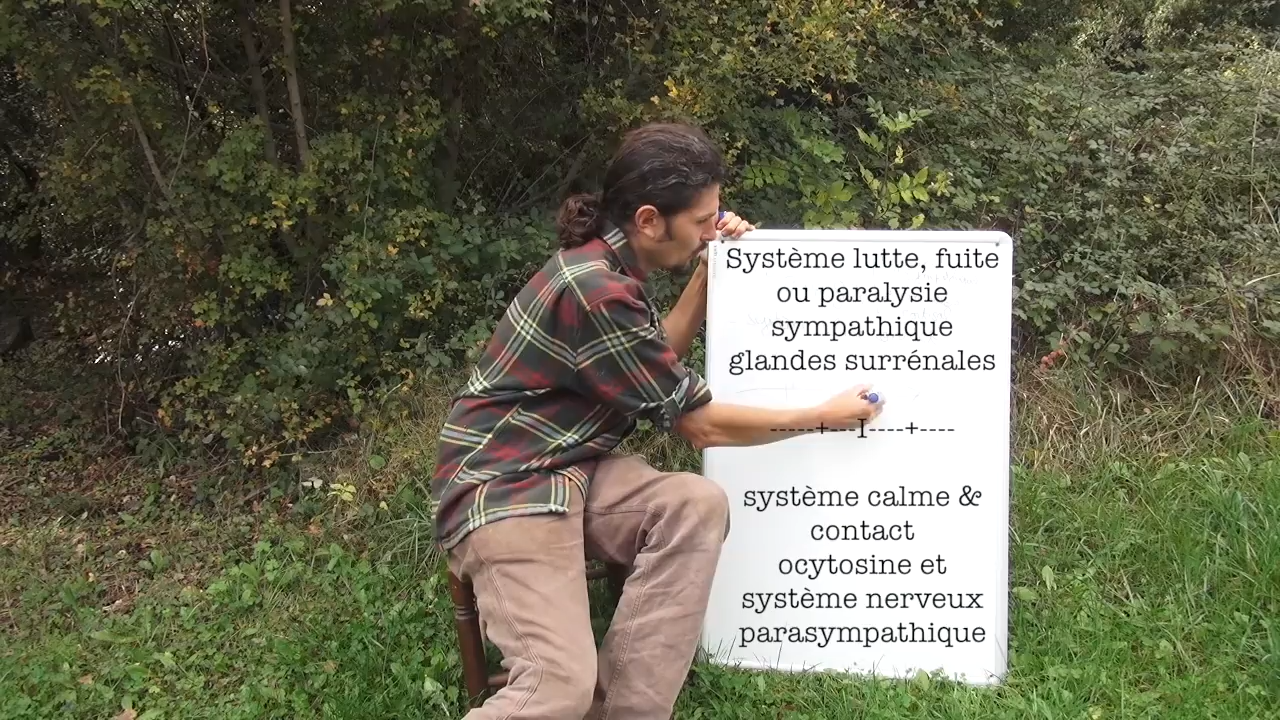 Système lutte, fuite
ou paralysie
sympathique
glandes surrénales
-----+---I----+----
système calme &
contact
ocytosine et
système nerveux
parasympathique